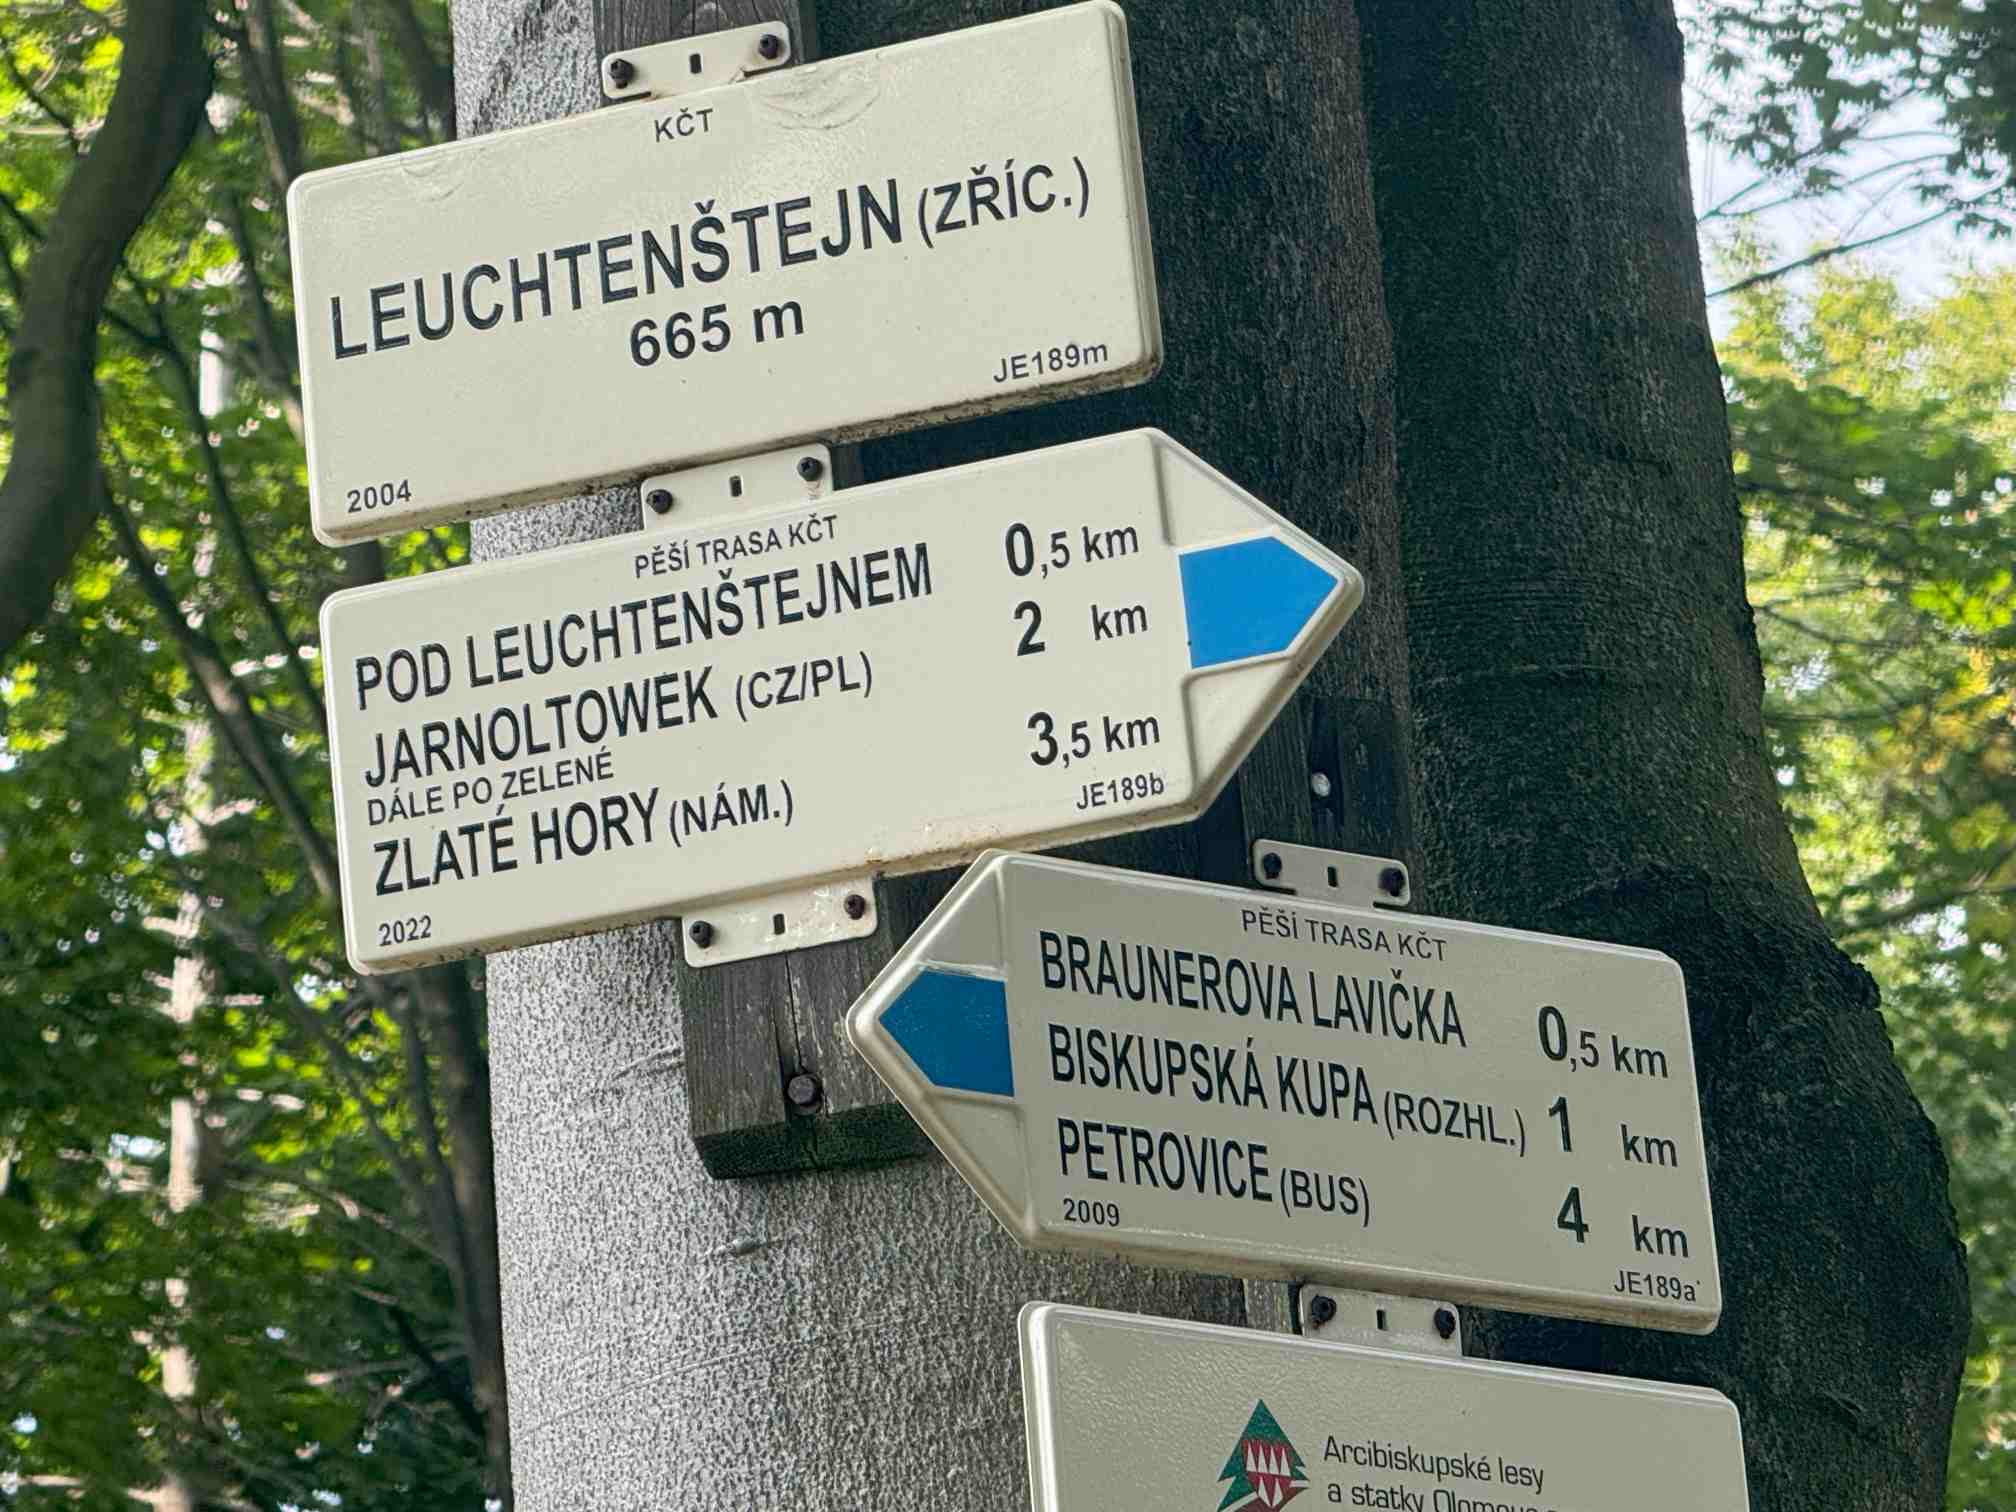 KČT
LEUCHTENŠTEJN (ZŘÍC.)
665 m
JE189m
2004
PĚŠÍ TRASA KČT
POD LEUCHTENŠTEJNEM 0,5 km
JARNOLTOWEK (CZ/PL) 2 km
DÁLE PO ZELENÉ
ZLATÉ HORY (NÁM.) 3,5 km
JE189b
2022
PĚŠÍ TRASA KČT
BRAUNEROVA LAVIČKA 0,5 km
BISKUPSKÁ KUPA (ROZHL.) 1 km
PETROVICE (BUS) 4 km
2009
JE189a
Arcibiskupské lesy
a statky